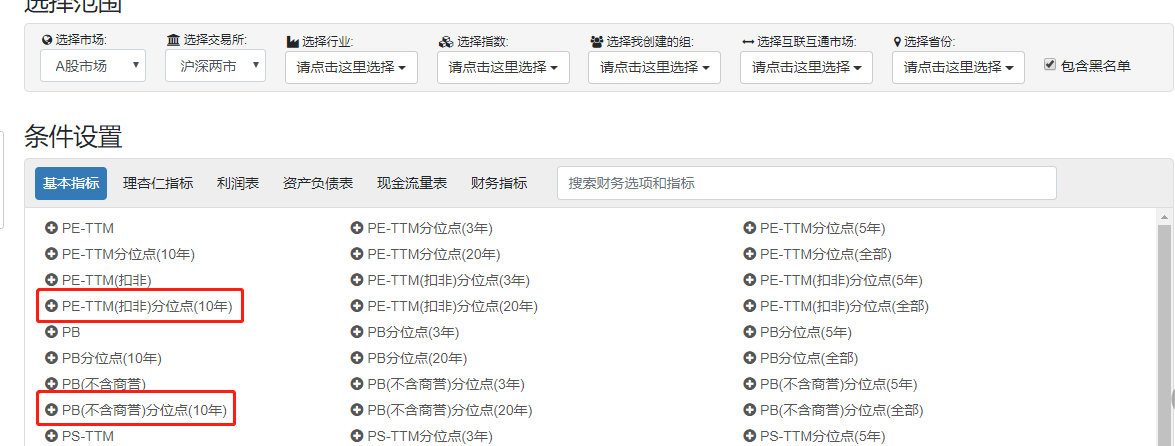 选择范围
选择市场: 选择交易所: 选择行业: 选择指数: 选择我创建的组: 选择互联互通市场: 选择省份:
A股市场 沪深两市 请点击这里选择 请点击这里选择 请点击这里选择 请点击这里选择 请点击这里选择 包含黑名单
条件设置
基本指标 理杏仁指标 利润表 资产负债表 现金流量表 财务指标 搜索财务选项和指标
PE-TTM PE-TTM分位点(3年) PE-TTM分位点(5年)
PE-TTM分位点(10年) PE-TTM分位点(20年) PE-TTM分位点(全部)
PE-TTM(扣非) PE-TTM(扣非)分位点(3年) PE-TTM(扣非)分位点(5年)
PE-TTM(扣非)分位点(10年) PE-TTM(扣非)分位点(20年) PE-TTM(扣非)分位点(全部)
PB PB分位点(3年) PB分位点(5年)
PB分位点(10年) PB分位点(20年) PB分位点(全部)
PB(不含商誉) PB(不含商誉)分位点(3年) PB(不含商誉)分位点(5年)
PB(不含商誉)分位点(10年) PB(不含商誉)分位点(20年) PB(不含商誉)分位点(全部)
PS-TTM PS-TTM分位点(3年) PS-TTM分位点(5年)